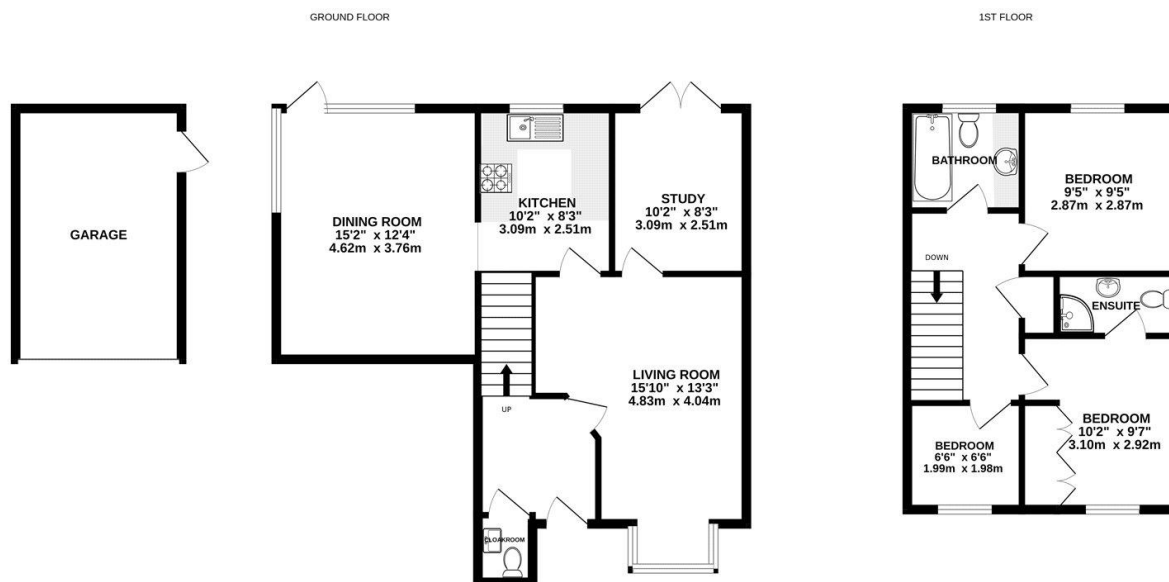 GROUND FLOOR
1ST FLOOR
GARAGE
DINING ROOM
15'2" x 12'4"
4.62m x 3.76m
KITCHEN
10'2" x 8'3"
3.09m x 2.51m
STUDY
10'2" x 8'3"
3.09m x 2.51m
LIVING ROOM
15'10" x 13'3"
4.83m x 4.04m
UP
CLOAKROOM
BATHROOM
BEDROOM
9'5" x 9'5"
2.87m x 2.87m
DOWN
ENSUITE
BEDROOM
10'2" x 9'7"
3.10m x 2.92m
BEDROOM
6'6" x 6'6"
1.99m x 1.98m